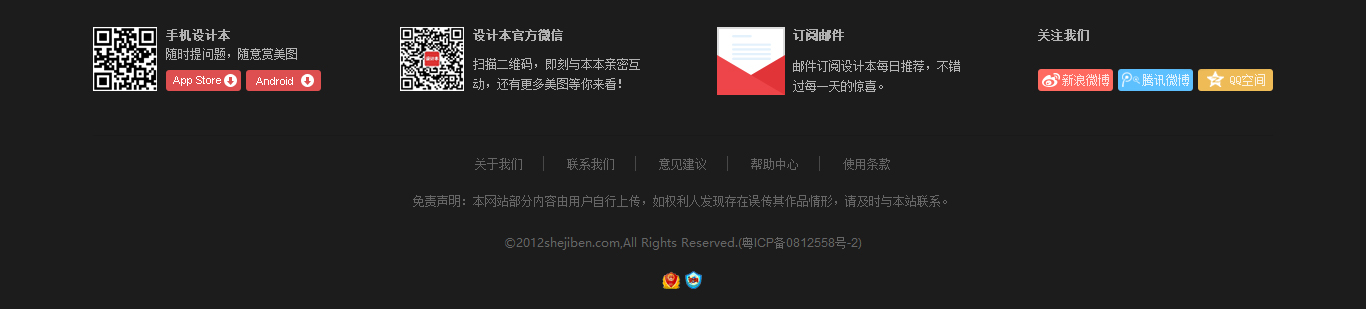 手机设计本
随时提问题，随意赏美图
App Store
Android
设计本官方微信
扫描二维码，即刻与本本亲密互
动，还有更多美图等你来看！
订阅邮件
邮件订阅设计本每日推荐，不错
过每一天的惊喜。
关注我们
新浪微博
腾讯微博
QQ空间
关于我们
联系我们
意见建议
帮助中心
使用条款
免责声明：本网站部分内容由用户自行上传，如权利人发现存在误传其作品情形，请及时与本站联系。
©2012shejiben.com,All Rights Reserved.(粤ICP备0812558号-2)